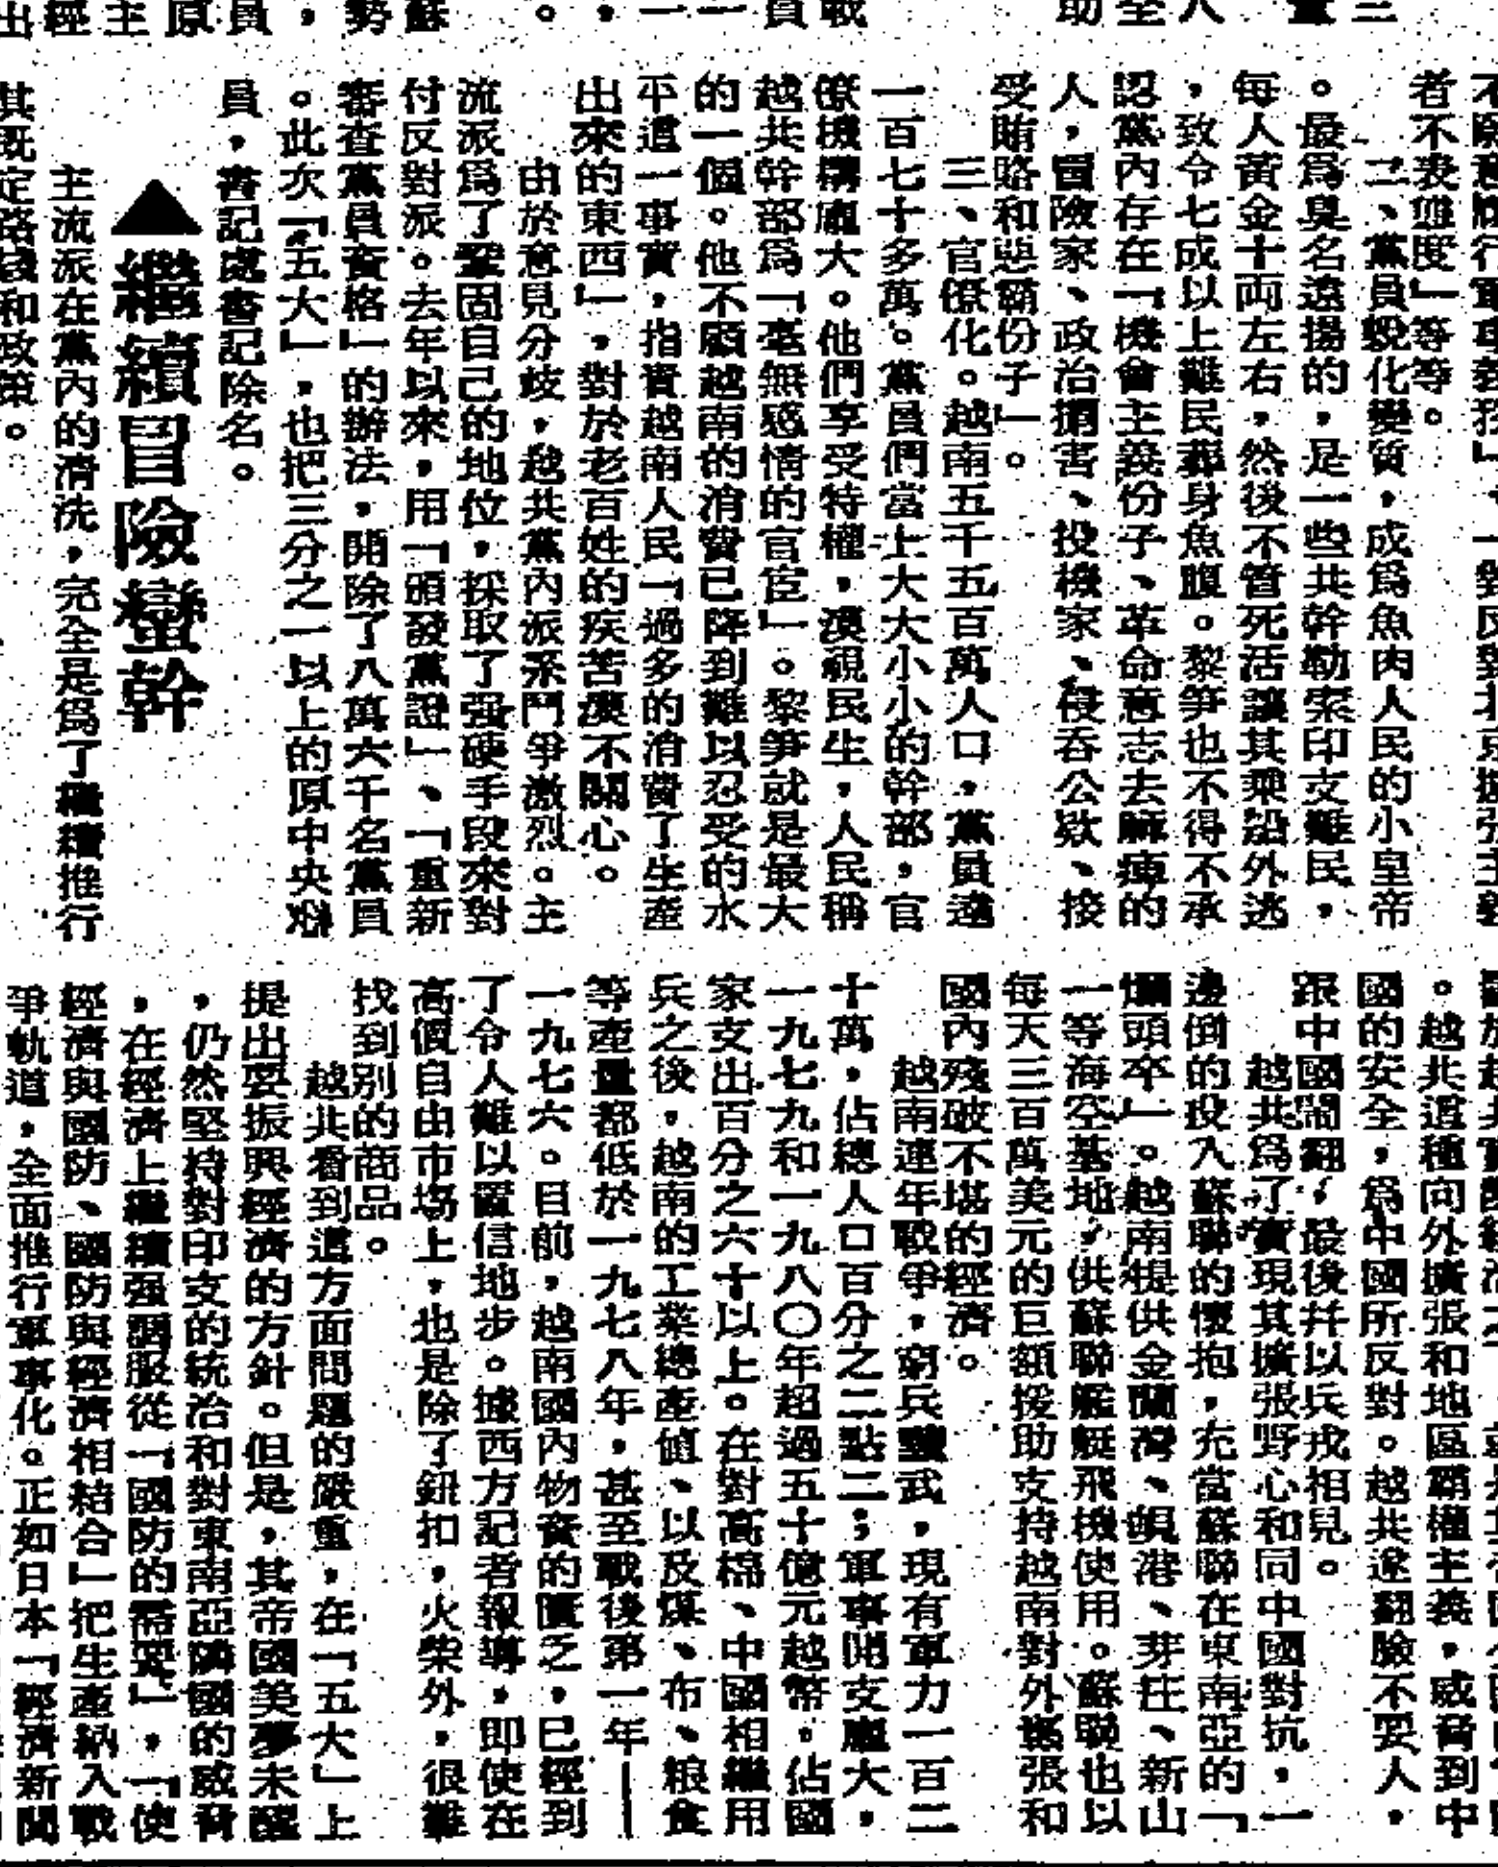 者不表進度」等等。
二、黨員蛻化變質，成爲魚肉人民的小皇帝
。最爲臭名遠揚的，是一些共幹勒索印支難民，
每人黃金十両左右，然後不管死活讓其乘船外逃
，致令七成以上難民葬身魚腹。黎笋也不得不承
認黨內存在「機會主義份子、革命意志去麻痺的
人，冒險家、政治掮客、投機家、侵吞公欵、接
受賄賂和惡霸份子」。
三、官僚化。越南五千五百萬人口，黨員達
一百七十多萬。黨員們當上大大小小的幹部，官
僚機構龐大。他們享受特權，漠視民生，人民稱
越共幹部爲「毫無感情的官宦」。黎笋就是最大
的一個。他不顧越南的消費已降到難以忍受的水
平這一事實，指責越南人民「過多的消費了生產
出來的東西」，對於老百姓的疾苦漠不關心。
由於意見分歧，越共黨內派系鬥爭激烈。主
流派爲了鞏固自己的地位，採取了强硬手段來對
付反對派。去年以來，用「頒發黨證」、「重新
審查黨員資格」的辦法，開除了八萬六千名黨員
。此次「五大」，也把三分之一以上的原中央委
員，書記處書記除名。
▲繼續冒險蠻幹
主流派在黨內的清洗，完全是爲了繼續推行
其既定路綫和政策。
。越共這種向外擴張和地區霸權主義，威脅到中
國的安全，爲中國所反對。越共遂翻臉不要人，
跟中國鬧翻，最後幷以兵戎相見。
越共爲了實現其擴張野心和同中國對抗，一
邊倒的投入蘇聯的懷抱，充當蘇聯在東南亞的「
爛頭卒」。越南提供金蘭灣、峴港、芽荘、新山
一等海空基地，供蘇聯艦艇飛機使用。蘇聯也以
每天三百萬美元的巨額援助支持越南對外擴張和
國內殘破不堪的經濟。
越南連年戰爭，窮兵黷武，現有軍力一百二
十萬，佔總人口百分之二點二；軍事開支龐大，
一九七九和一九八〇年超過五十億元越幣，佔國
家支出百分之六十以上。在對高棉、中國相繼用
兵之後，越南的工業總產值、以及煤、布、粮食
等產量都低於一九七八年，甚至戰後第一年——
一九七六。目前，越南國內物資的匱乏，已經到
了令人難以置信地步。據西方記者報導，即使在
高價自由市塲上，也是除了鈕扣，火柴外，很難
找到别的商品。
越共看到這方面問題的嚴重，在「五大」上
提出要振興經濟的方針。但是，其帝國美夢未醒
，仍然堅持對印支的統治和對東南亞隣國的威脅
，在經濟上繼續强調服從「國防的需要」，「使
經濟與國防、國防與經濟相結合」把生產納入戰
爭軌道，全面推行軍事化。正如日本「經濟新聞